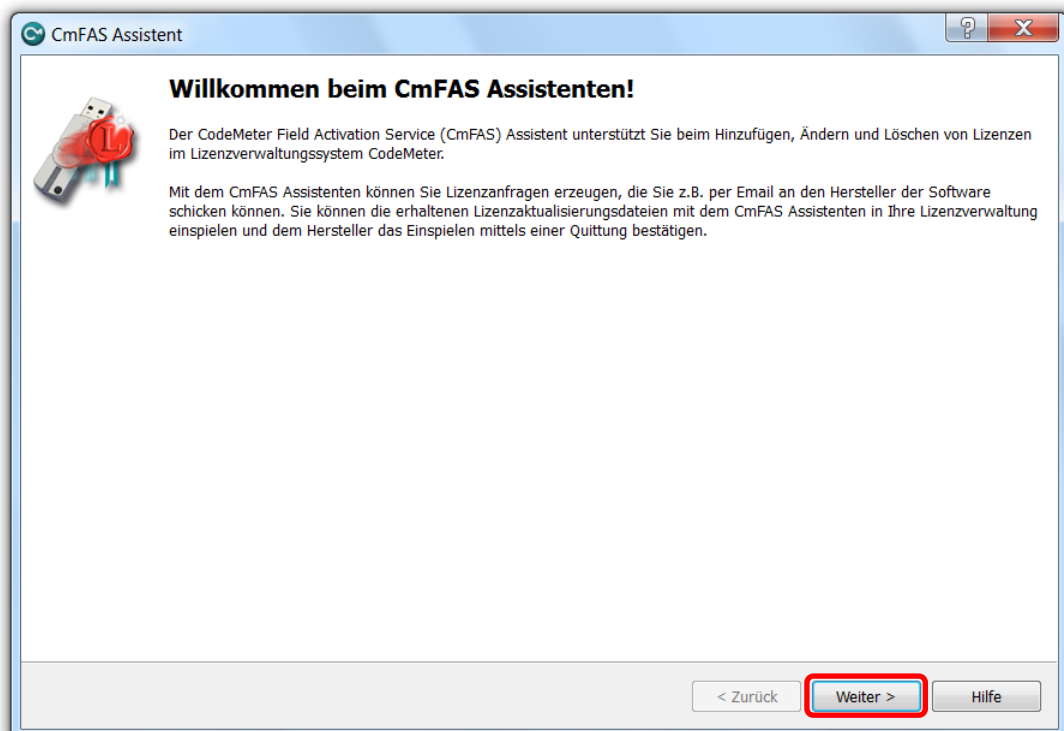 CmFAS Assistent
Willkommen beim CmFAS Assistenten!
Der CodeMeter Field Activation Service (CmFAS) Assistent unterstützt Sie beim Hinzufügen, Ändern und Löschen von Lizenzen
im Lizenzverwaltungssystem CodeMeter.
Mit dem CmFAS Assistenten können Sie Lizenzanfragen erzeugen, die Sie z.B. per Email an den Hersteller der Software
schicken können. Sie können die erhaltenen Lizenzaktualisierungsdateien mit dem CmFAS Assistenten in Ihre Lizenzverwaltung
einspielen und dem Hersteller das Einspielen mittels einer Quittung bestätigen.
L
< Zurück Weiter > Hilfe